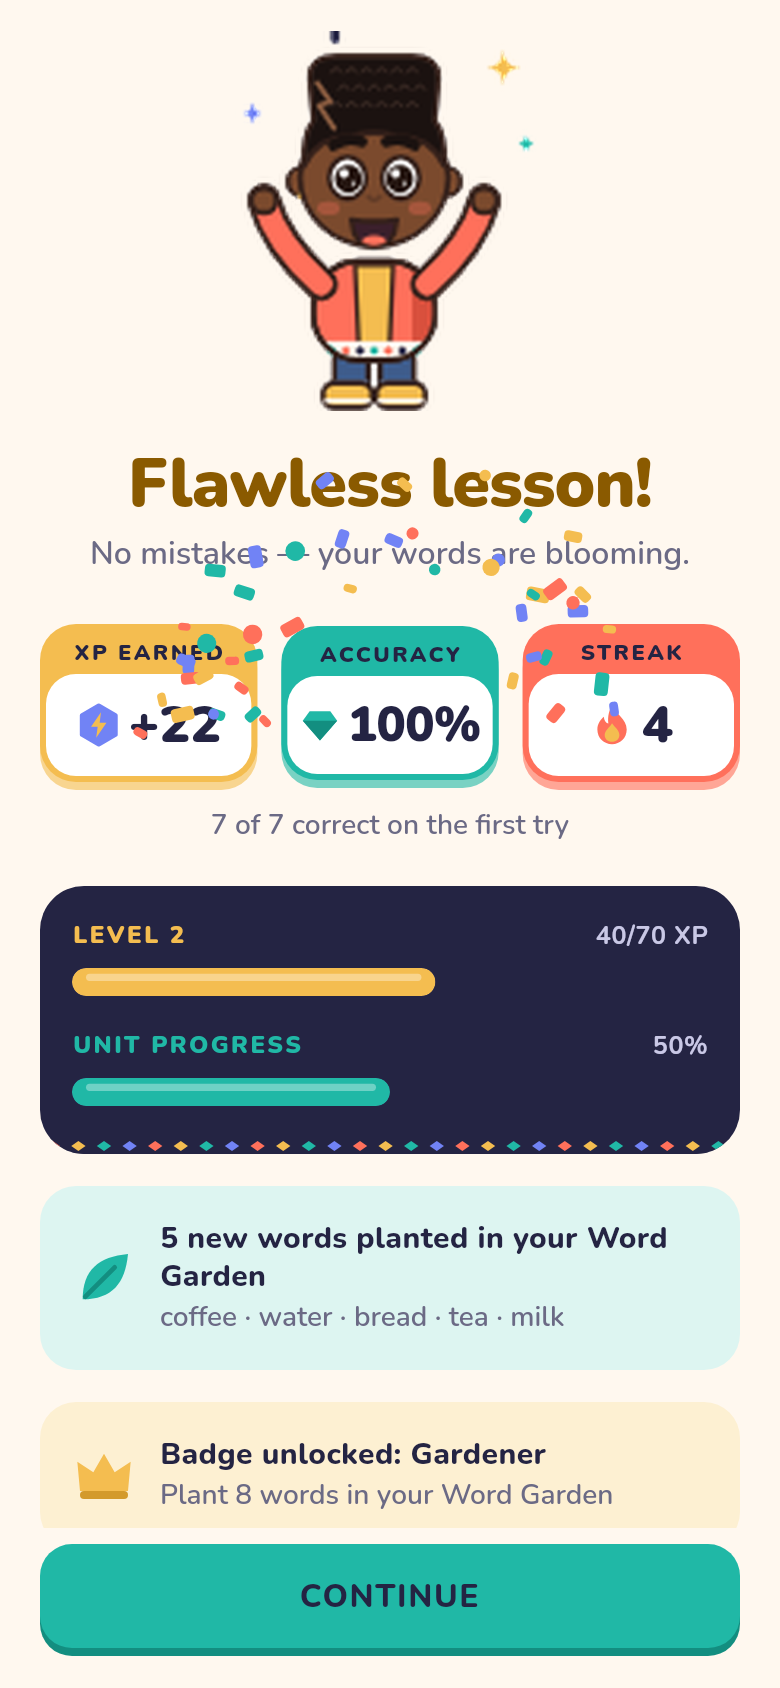 Flawless lesson!
No mistakes — your words are blooming.
XP EARNED
ACCURACY
STREAK
+22
100%
4
7 of 7 correct on the first try
LEVEL 2
40/70 XP
UNIT PROGRESS
50%
5 new words planted in your Word
Garden
coffee · water · bread · tea · milk
Badge unlocked: Gardener
Plant 8 words in your Word Garden
CONTINUE